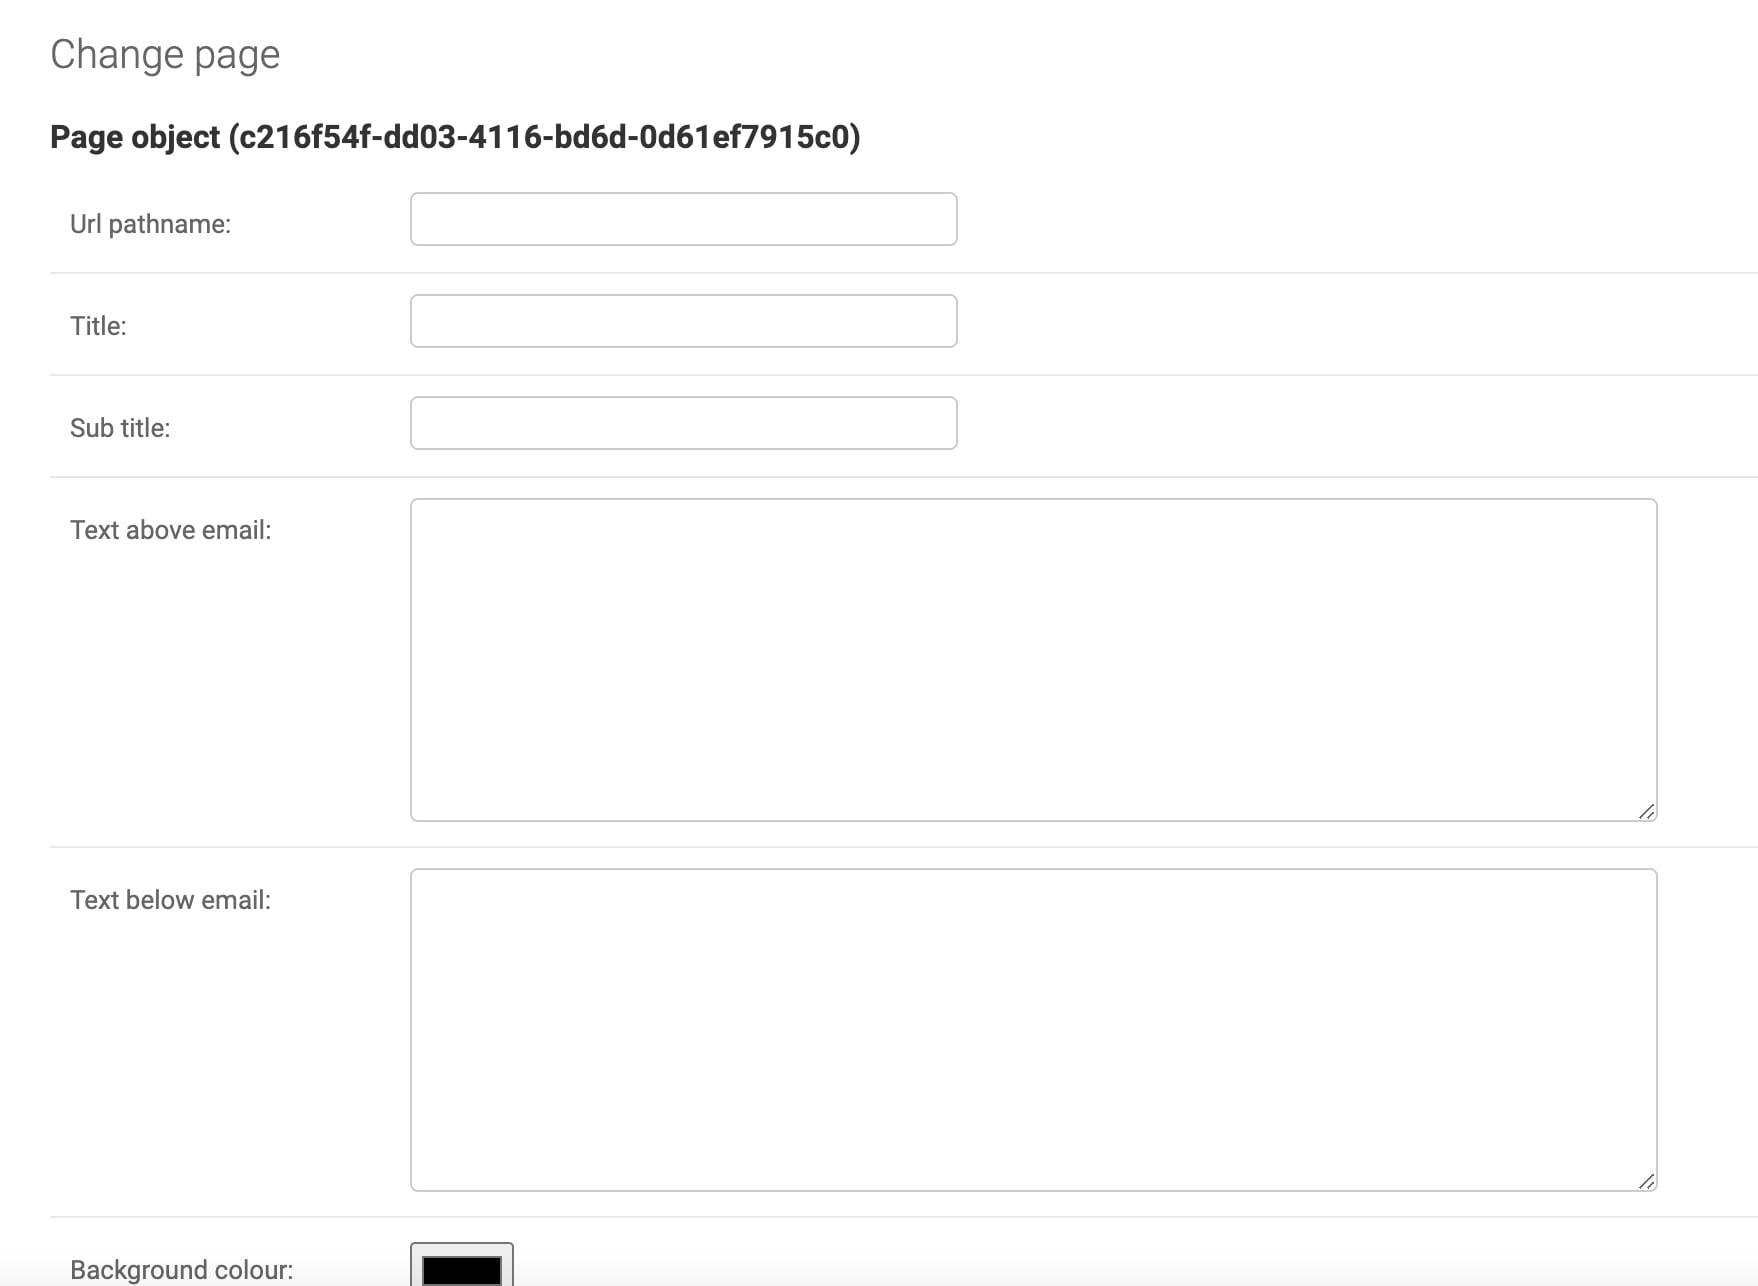 Change page
Page object (c216f54f-dd03-4116-bd6d-0d61ef7915c0)
Url pathname:
Title:
Sub title:
Text above email:
Text below email:
Background colour: